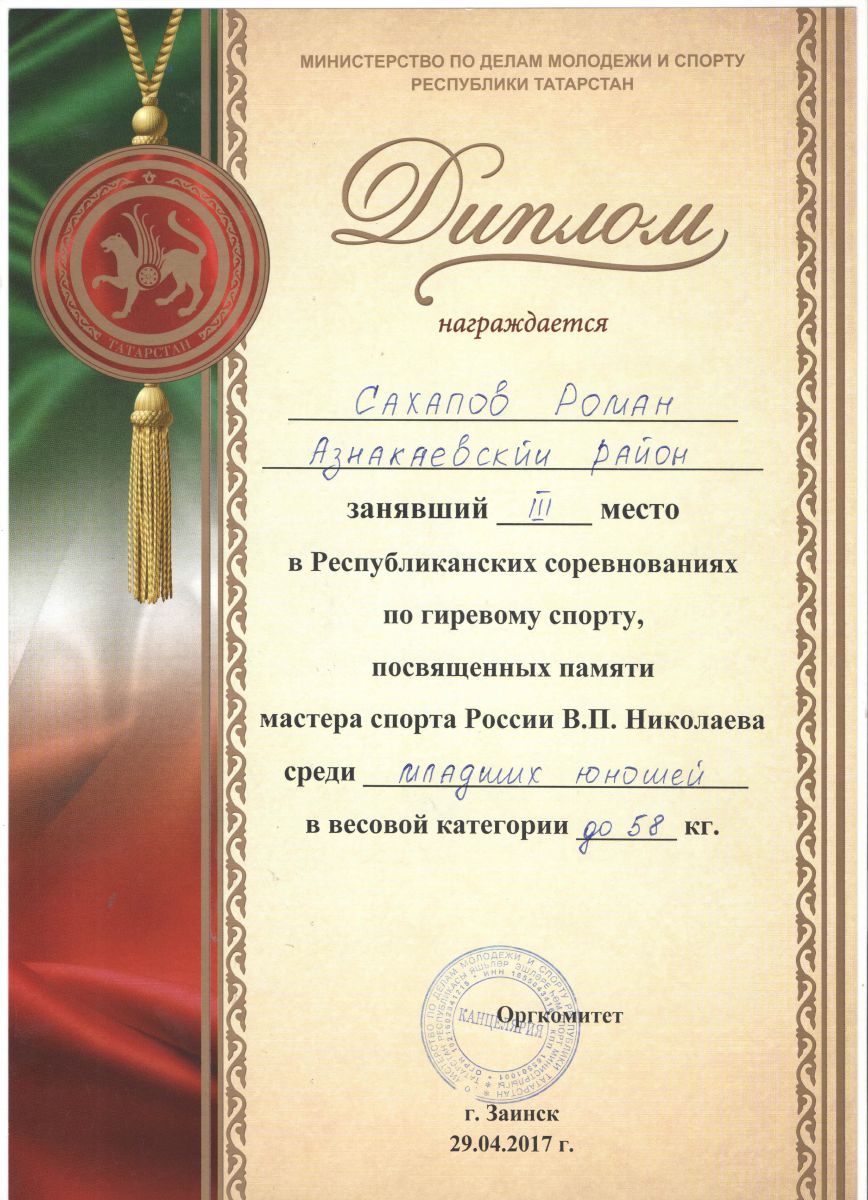 МИНИСТЕРСТВО ПО ДЕЛАМ МОЛОДЕЖИ И СПОРТУ
РЕСПУБЛИКИ ТАТАРСТАН
Диплом
ТАТАРСТАН
награждается
Сахапов Роман
Азнакаевский район
занявший III место
в Республиканских соревнованиях
по гиревому спорту,
посвященных памяти
мастера спорта России В.П. Николаева
среди младших юношей
в весовой категории до 58 кг.
КАНЦЕЛЯРИЯ
Оргкомитет
г. Заинск
29.04.2017 г.